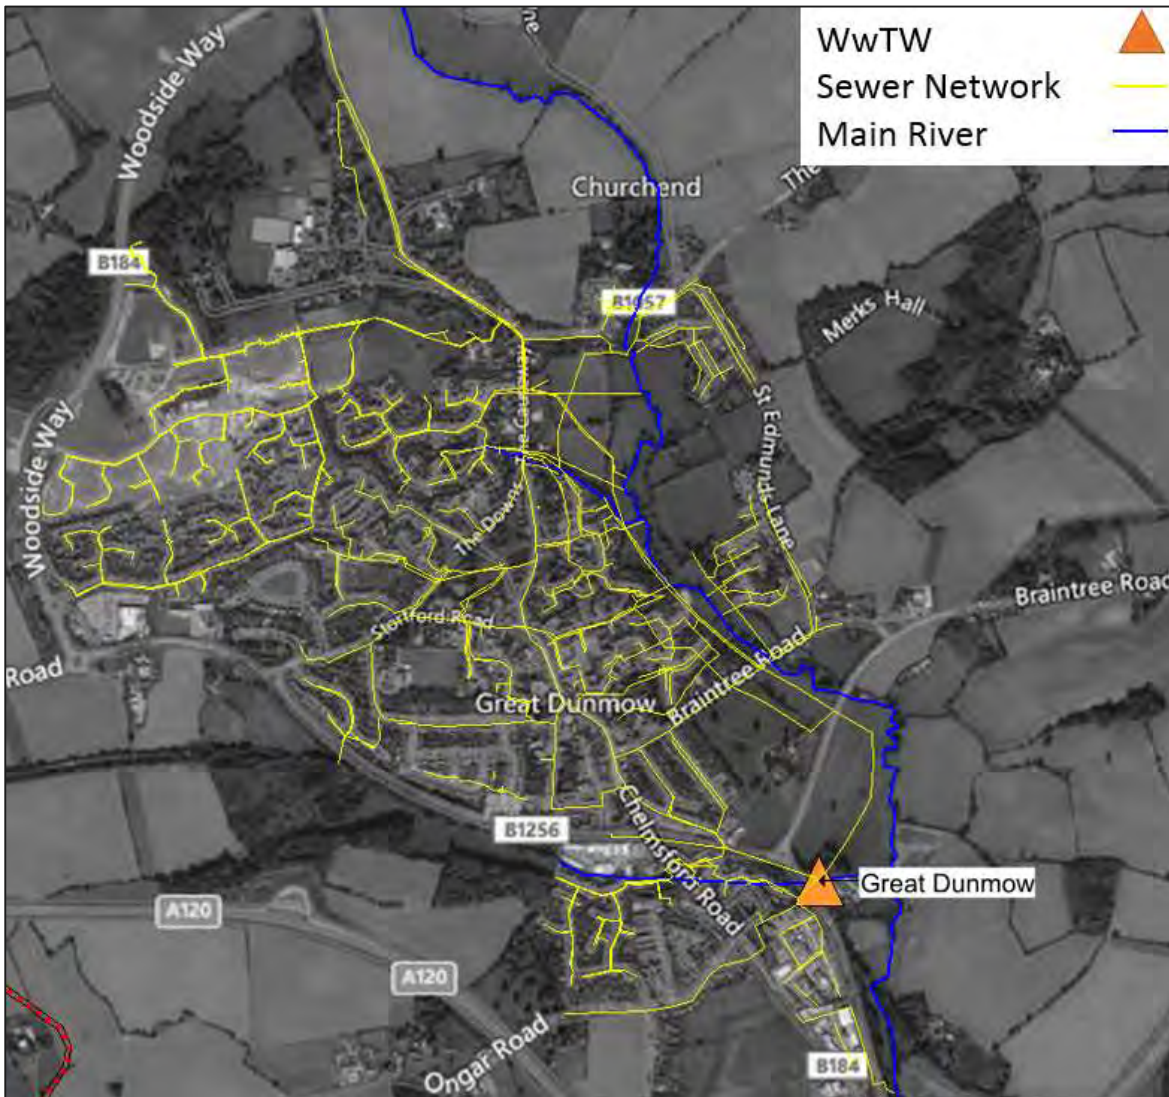 WwTW
Sewer Network
Main River
Woodside Way
Churchend
The
B184
B1057
Merks Hall
St Edmunds Lane
Woodside Way
The Downs
Braintree Road
Stortford Road
Road
Great Dunmow
Braintree Road
Chelmsford Road
B1256
Great Dunmow
A120
A120
Ongar Road
B184